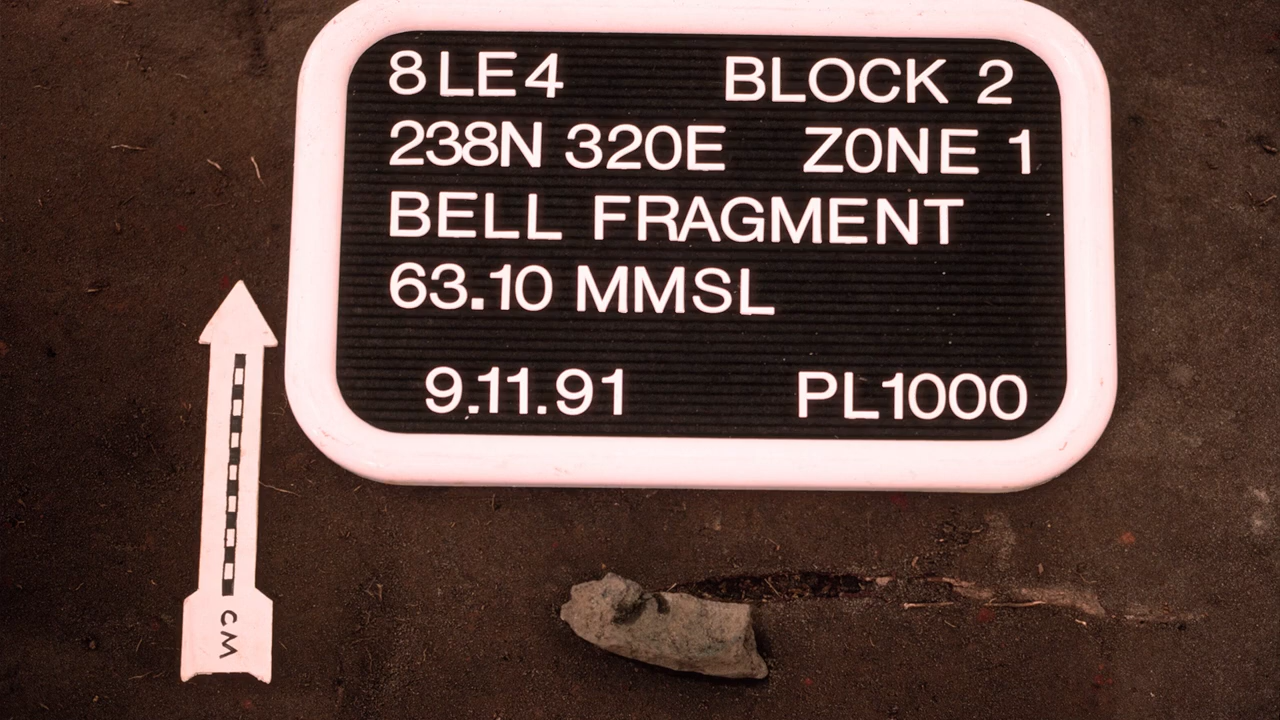 8LE4 BLOCK 2
238N 320E ZONE 1
BELL FRAGMENT
63.10 MMSL
9.11.91 PL1000
CM